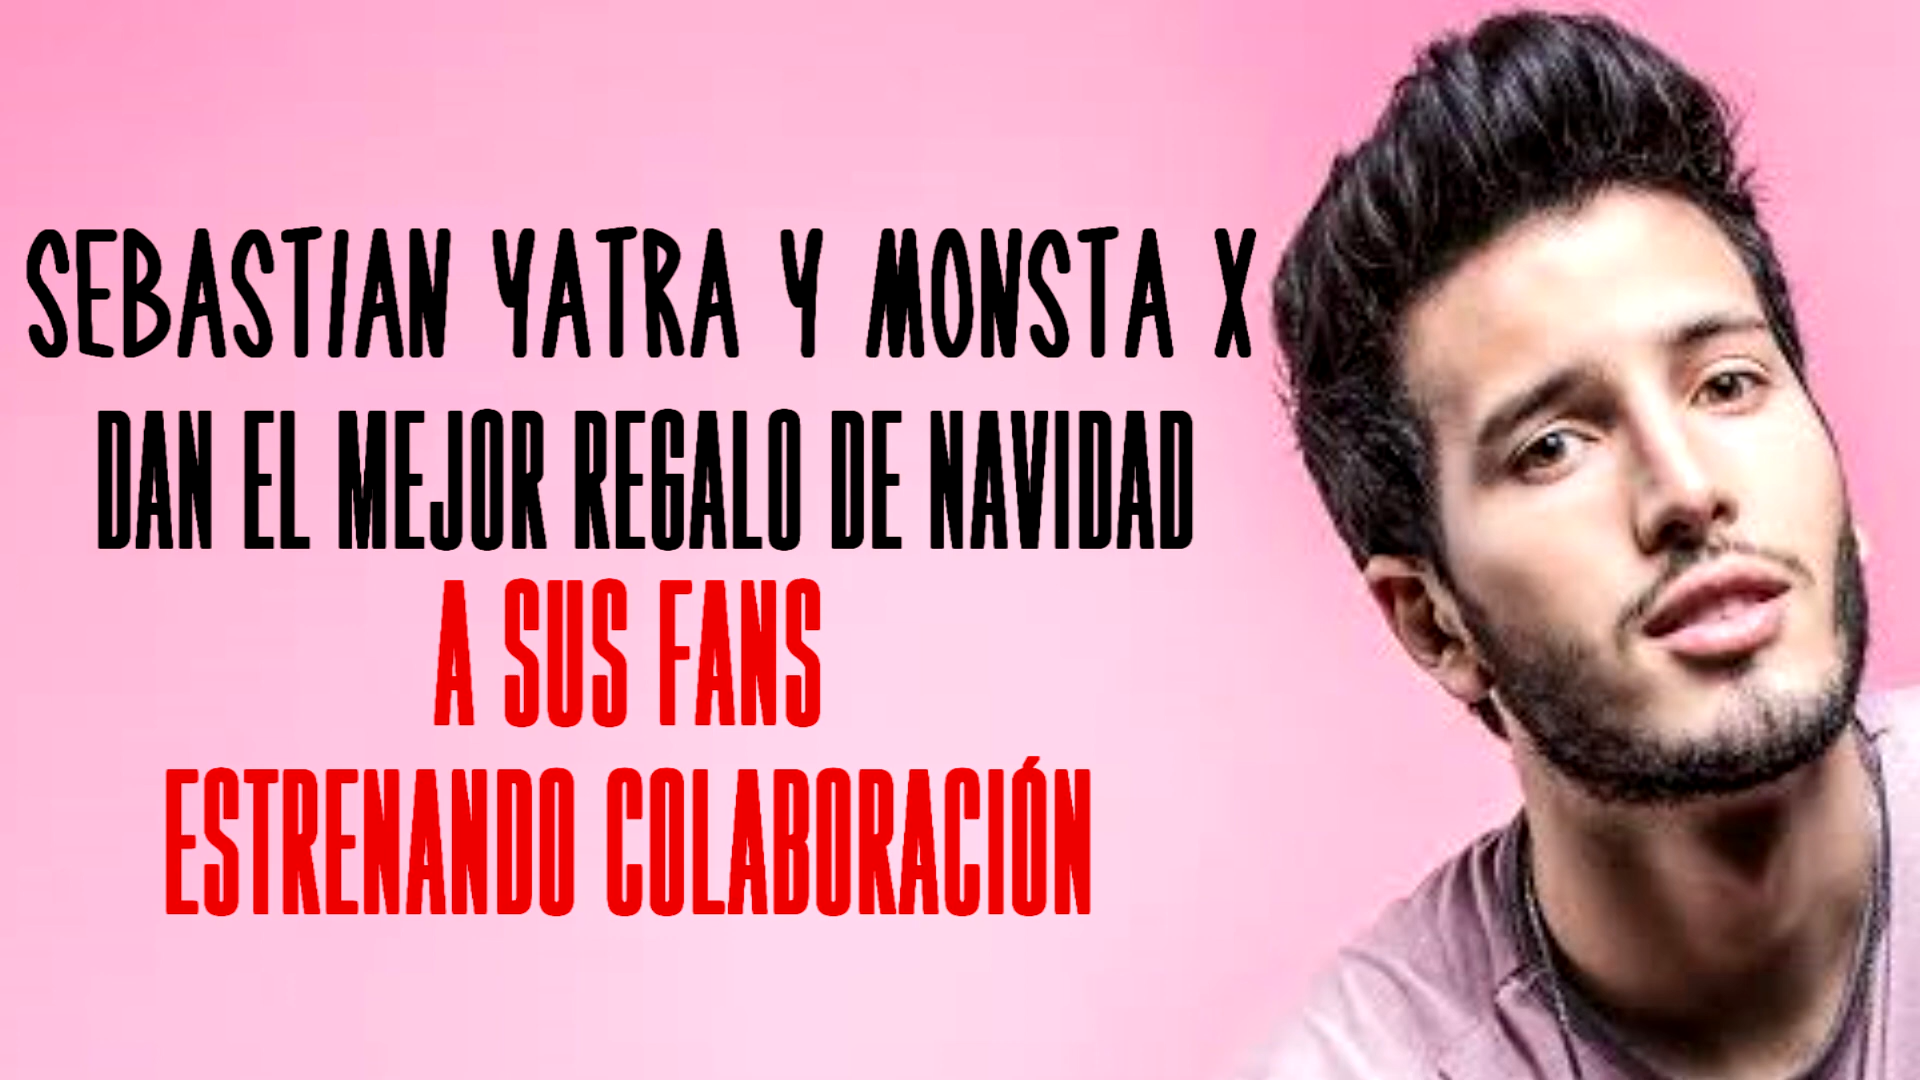 SEBASTIAN YATRA Y MONSTA X
DAN EL MEJOR REGALO DE NAVIDAD
A SUS FANS
ESTRENANDO COLABORACIÓN